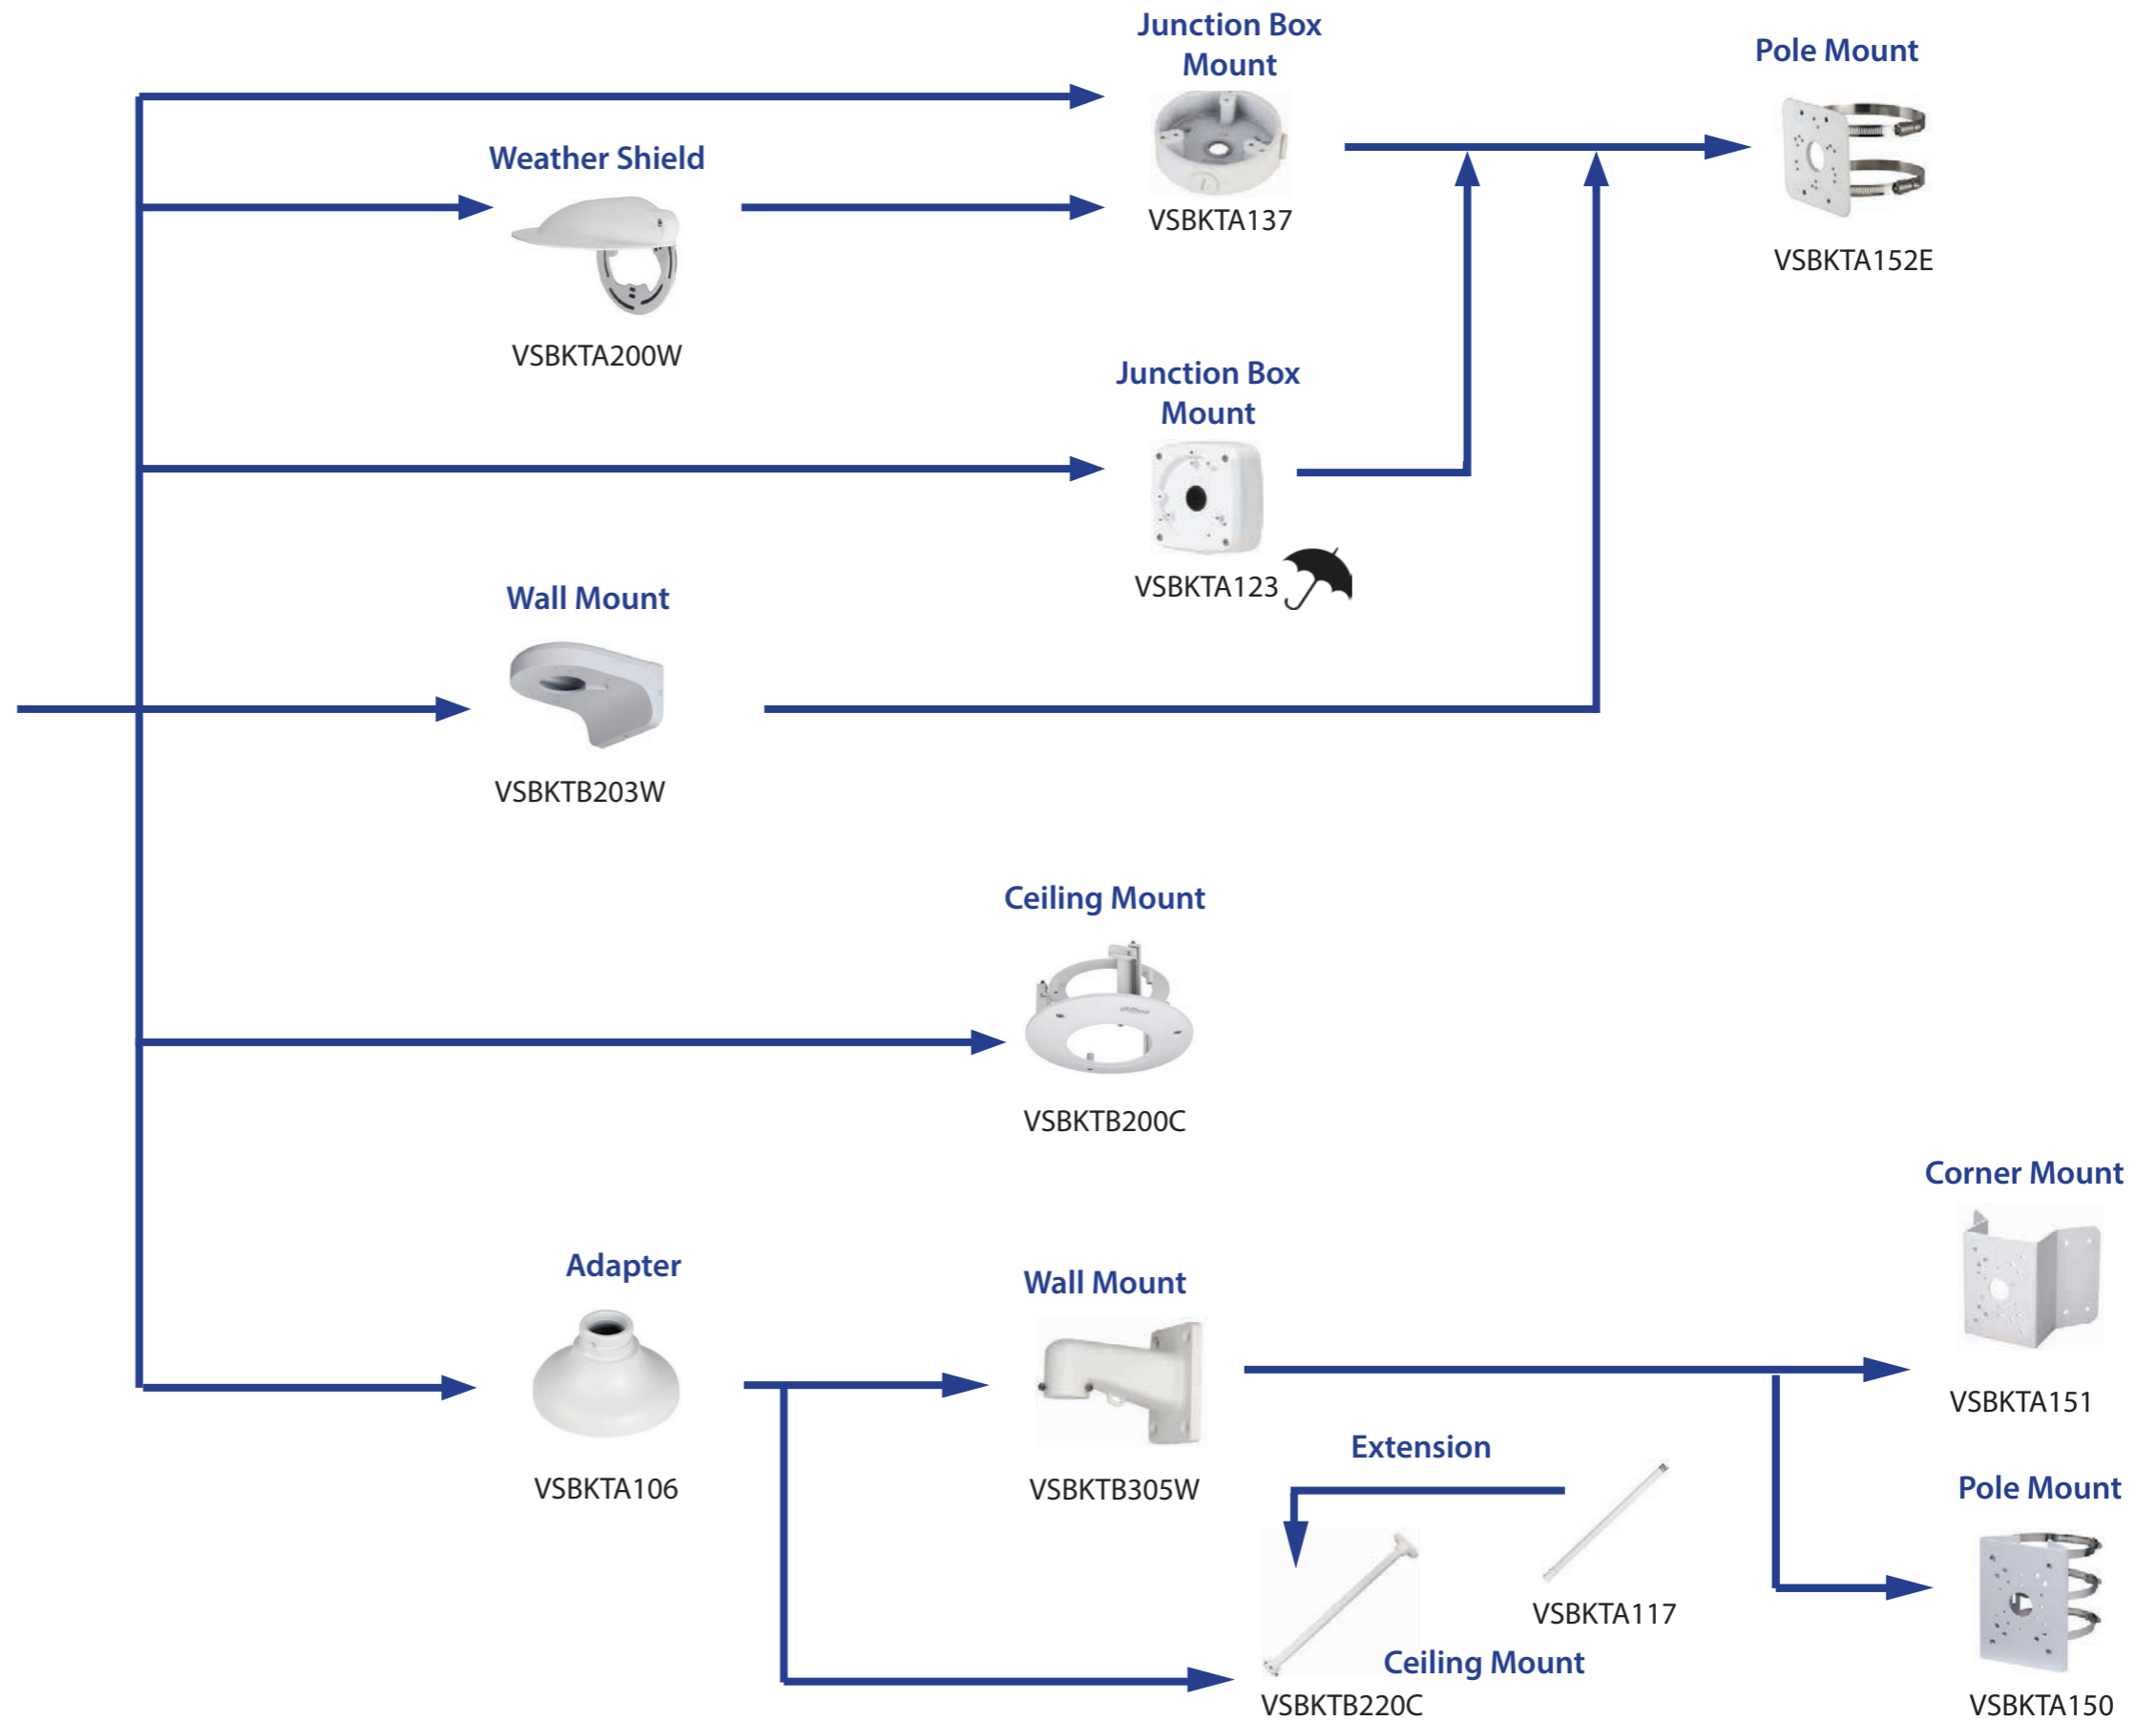 Junction Box
Mount
VSBKTA137
Pole Mount
VSBKTA152E
Weather Shield
VSBKTA200W
Junction Box
Mount
VSBKTA123
Wall Mount
VSBKTB203W
Ceiling Mount
alhua
VSBKTB200C
Corner Mount
VSBKTA151
Adapter
VSBKTA106
Wall Mount
VSBKTB305W
Extension
VSBKTA117
Ceiling Mount
VSBKTB220C
Pole Mount
VSBKTA150